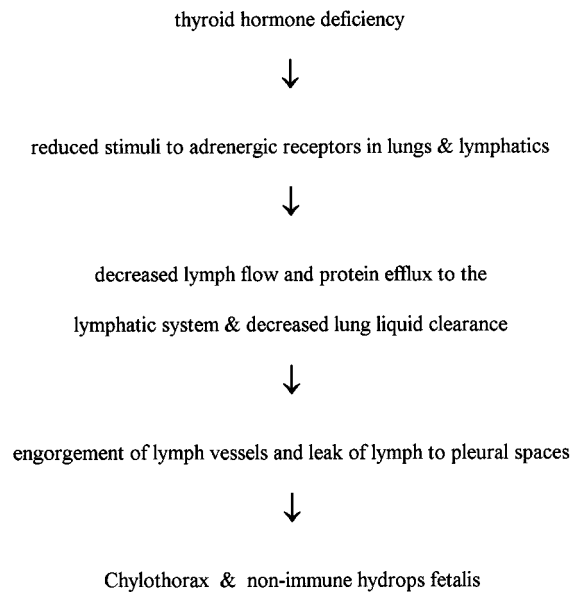 thyroid hormone deficiency
↓
reduced stimuli to adrenergic receptors in lungs & lymphatics
↓
decreased lymph flow and protein efflux to the
lymphatic system & decreased lung liquid clearance
↓
engorgement of lymph vessels and leak of lymph to pleural spaces
↓
Chylothorax & non-immune hydrops fetalis